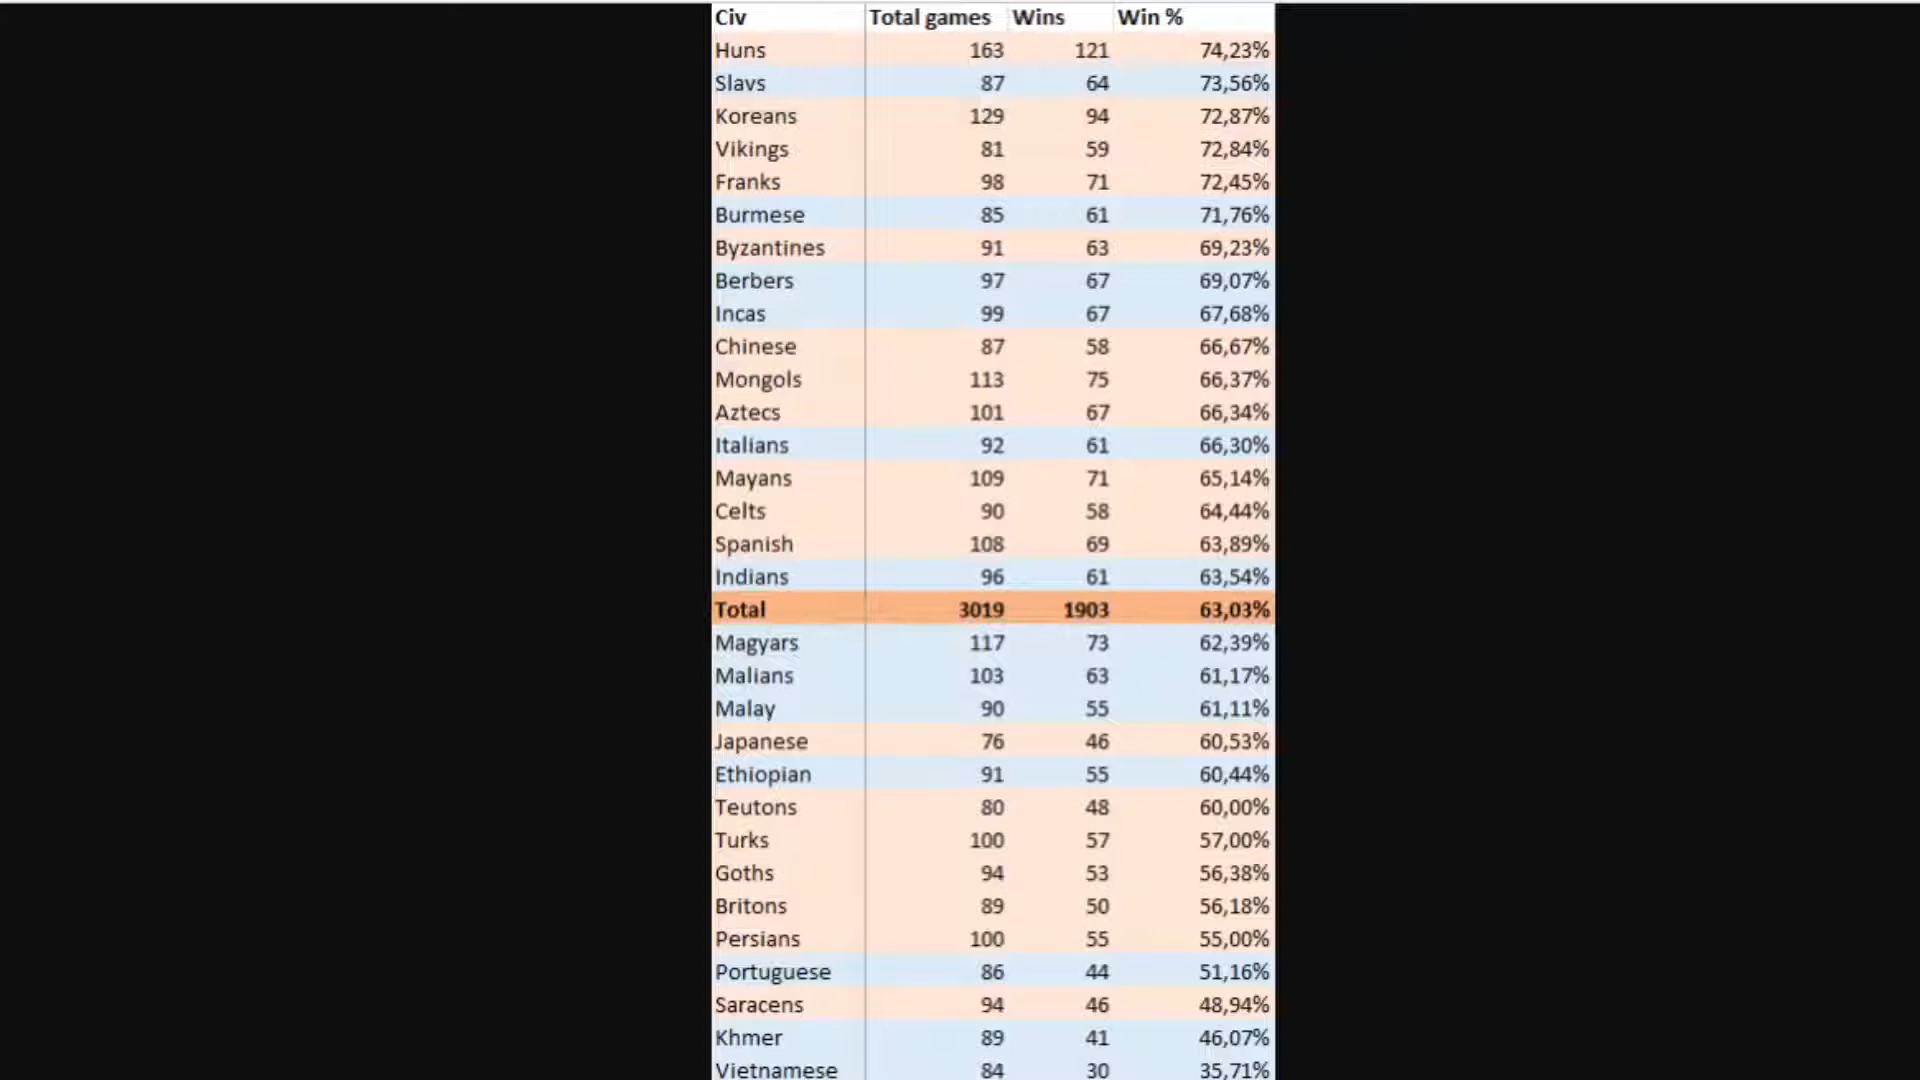 Civ Total games Wins Win %
Huns 163 121 74,23%
Slavs 87 64 73,56%
Koreans 129 94 72,87%
Vikings 81 59 72,84%
Franks 98 71 72,45%
Burmese 85 61 71,76%
Byzantines 91 63 69,23%
Berbers 97 67 69,07%
Incas 99 67 67,68%
Chinese 87 58 66,67%
Mongols 113 75 66,37%
Aztecs 101 67 66,34%
Italians 92 61 66,30%
Mayans 109 71 65,14%
Celts 90 58 64,44%
Spanish 108 69 63,89%
Indians 96 61 63,54%
Total 3019 1903 63,03%
Magyars 117 73 62,39%
Malians 103 63 61,17%
Malay 90 55 61,11%
Japanese 76 46 60,53%
Ethiopian 91 55 60,44%
Teutons 80 48 60,00%
Turks 100 57 57,00%
Goths 94 53 56,38%
Britons 89 50 56,18%
Persians 100 55 55,00%
Portuguese 86 44 51,16%
Saracens 94 46 48,94%
Khmer 89 41 46,07%
Vietnamese 84 30 35,71%